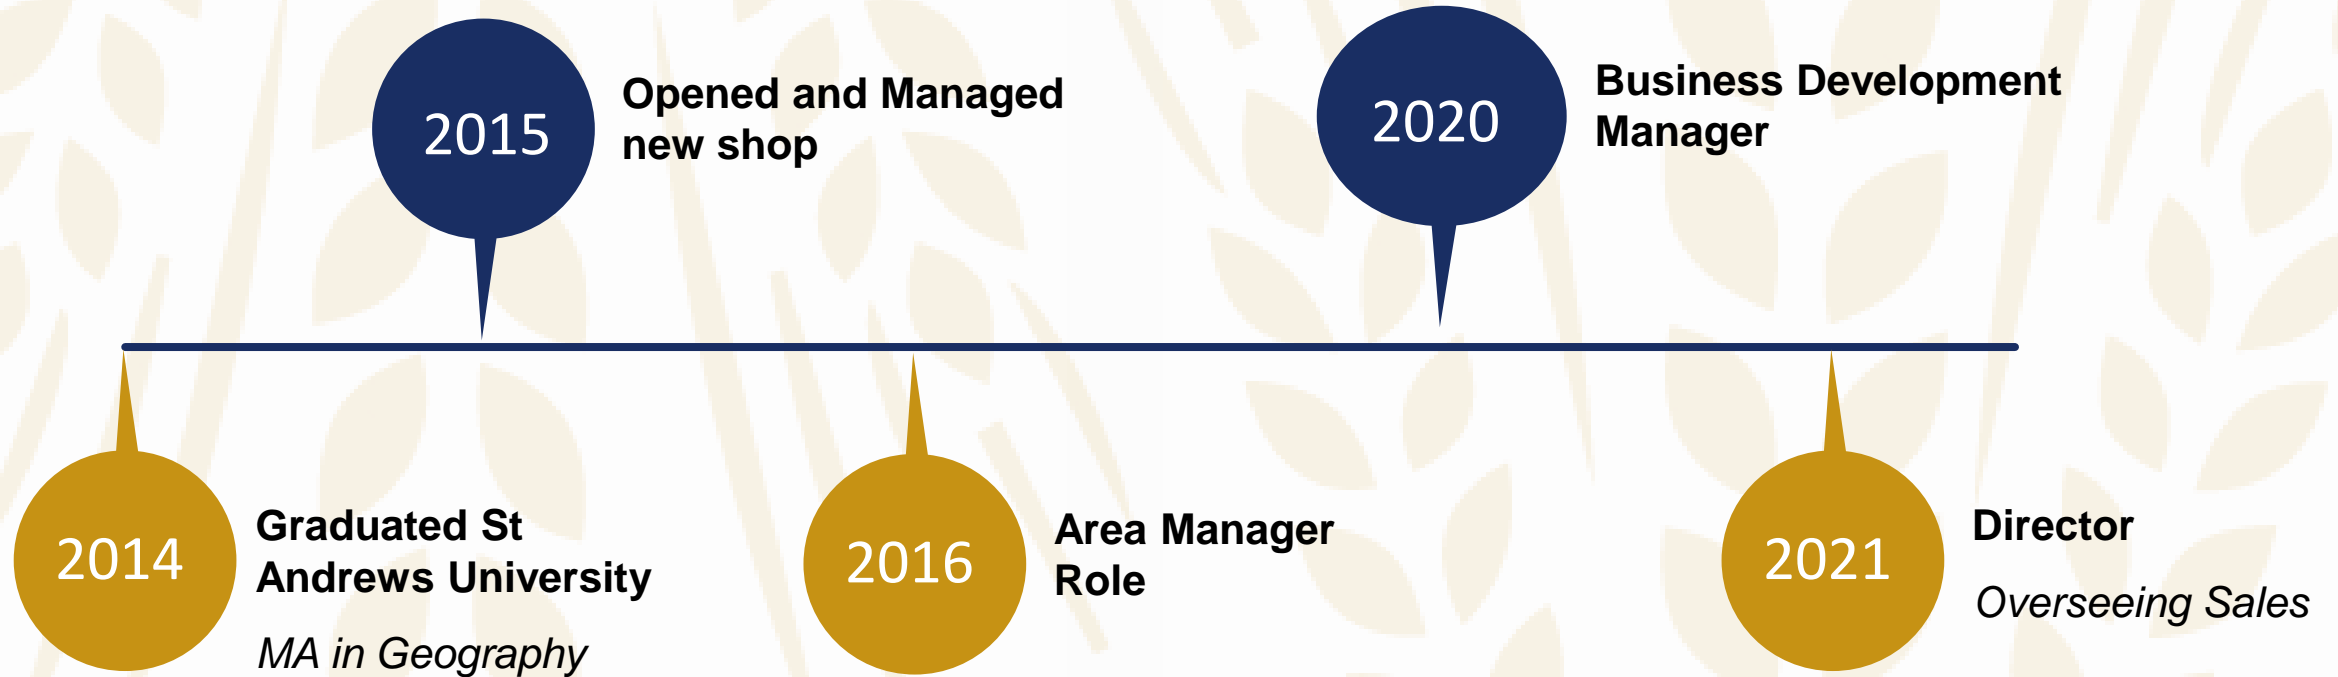 2015
Opened and Managed
new shop
2020
Business Development
Manager
2014
Graduated St
Andrews University
MA in Geography
2016
Area Manager
Role
2021
Director
Overseeing Sales